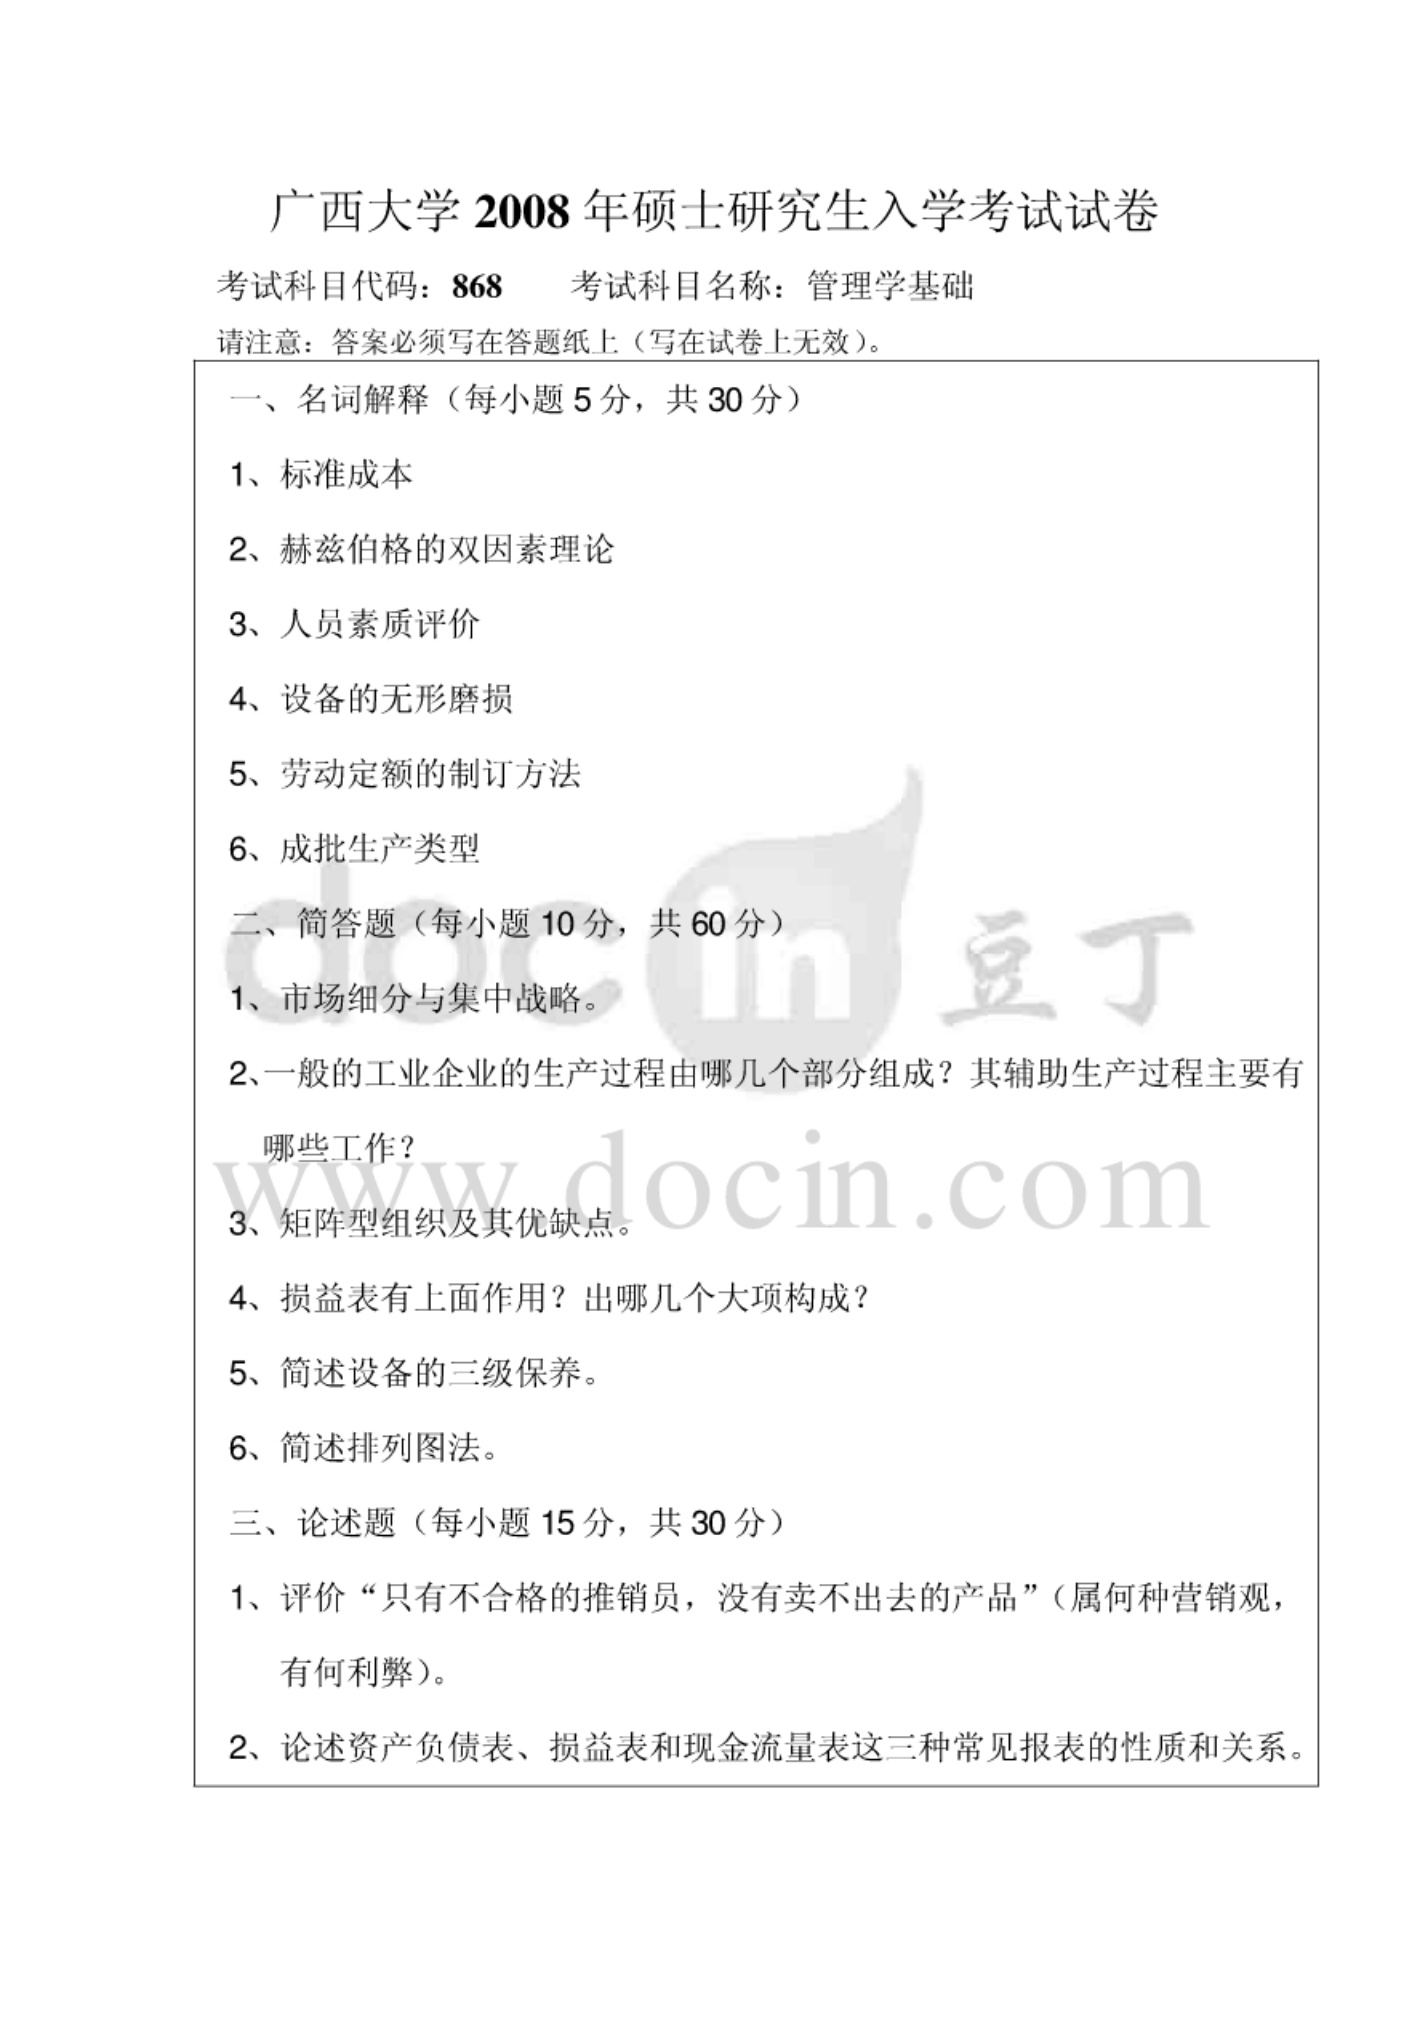 广西大学 2008 年硕士研究生入学考试试卷
考试科目代码：868 考试科目名称：管理学基础
请注意：答案必须写在答题纸上（写在试卷上无效）。
一、名词解释（每小题 5 分，共 30 分）
1、标准成本
2、赫兹伯格的双因素理论
3、人员素质评价
4、设备的无形磨损
5、劳动定额的制订方法
6、成批生产类型
二、简答题（每小题 10 分，共 60 分）
1、市场细分与集中战略。
2、一般的工业企业的生产过程由哪几个部分组成？其辅助生产过程主要有
哪些工作？
3、矩阵型组织及其优缺点。
4、损益表有上面作用？出哪几个大项构成？
5、简述设备的三级保养。
6、简述排列图法。
三、论述题（每小题 15 分，共 30 分）
1、评价“只有不合格的推销员，没有卖不出去的产品”（属何种营销观，
有何利弊）。
2、论述资产负债表、损益表和现金流量表这三种常见报表的性质和关系。
docin 豆丁
www.docin.com